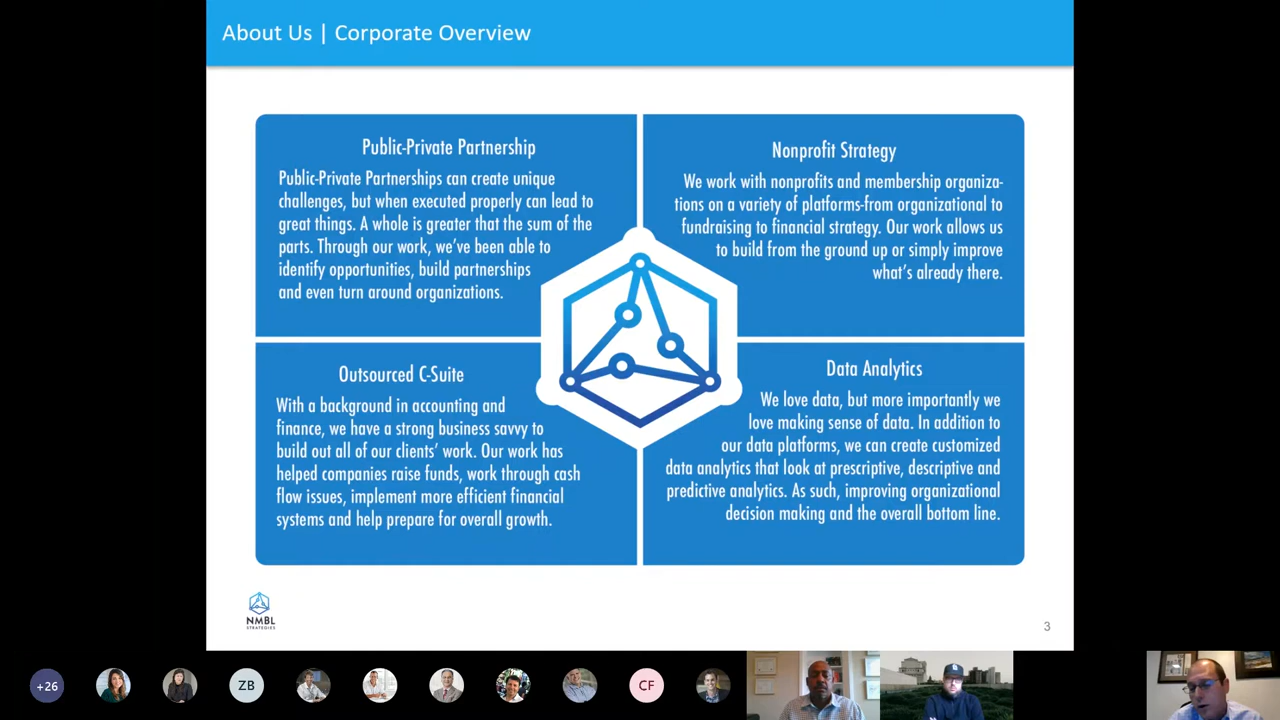 About Us | Corporate Overview
Public-Private Partnership
Public-Private Partnerships can create unique
challenges, but when executed properly can lead to
great things. A whole is greater that the sum of the
parts. Through our work, we've been able to
identify opportunities, build partnerships
and even turn around organizations.
Nonprofit Strategy
We work with nonprofits and membership organiza-
tions on a variety of platforms-from organizational to
fundraising to financial strategy. Our work allows us
to build from the ground up or simply improve
what's already there.
Outsourced C-Suite
With a background in accounting and
finance, we have a strong business savvy to
build out all of our clients' work. Our work has
helped companies raise funds, work through cash
flow issues, implement more efficient financial
systems and help prepare for overall growth.
Data Analytics
We love data, but more importantly we
love making sense of data. In addition to
our data platforms, we can create customized
data analytics that look at prescriptive, descriptive and
predictive analytics. As such, improving organizational
decision making and the overall bottom line.
NMBL
STRATEGIES
3
+26
ZB
CF